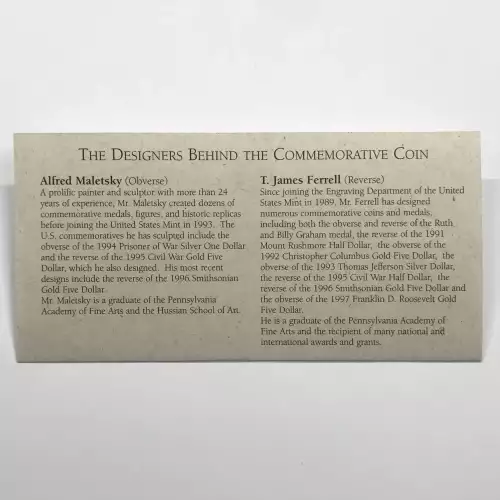 THE DESIGNERS BEHIND THE COMMEMORATIVE COIN
Alfred Maletsky (Obverse)
A prolific painter and sculptor with more than 24
years of experience, Mr. Maletsky created dozens of
commemorative medals, figures, and historic replicas
before joining the United States Mint in 1993. The
U.S. commemoratives he has sculpted include the
obverse of the 1994 Prisoner of War Silver One Dollar
and the reverse of the 1995 Civil War Gold Five
Dollar, which he also designed. His most recent
designs include the reverse of the 1996 Smithsonian
Gold Five Dollar.
Mr. Maletsky is a graduate of the Pennsylvania
Academy of Fine Arts and the Hussian School of Art.
T. James Ferrell (Reverse)
Since joining the Engraving Department of the United
States Mint in 1989, Mr. Ferrell has designed
numerous commemorative coins and medals,
including both the obverse and reverse of the Ruth
and Billy Graham medal, the reverse of the 1991
Mount Rushmore Half Dollar, the obverse of the
1992 Christopher Columbus Gold Five Dollar, the
obverse of the 1993 Thomas Jefferson Silver Dollar,
the reverse of the 1995 Civil War Half Dollar, the
reverse of the 1996 Smithsonian Gold Five Dollar and
the obverse of the 1997 Franklin D. Roosevelt Gold
Five Dollar.
He is a graduate of the Pennsylvania Academy of
Fine Arts and the recipient of many national and
international awards and grants.